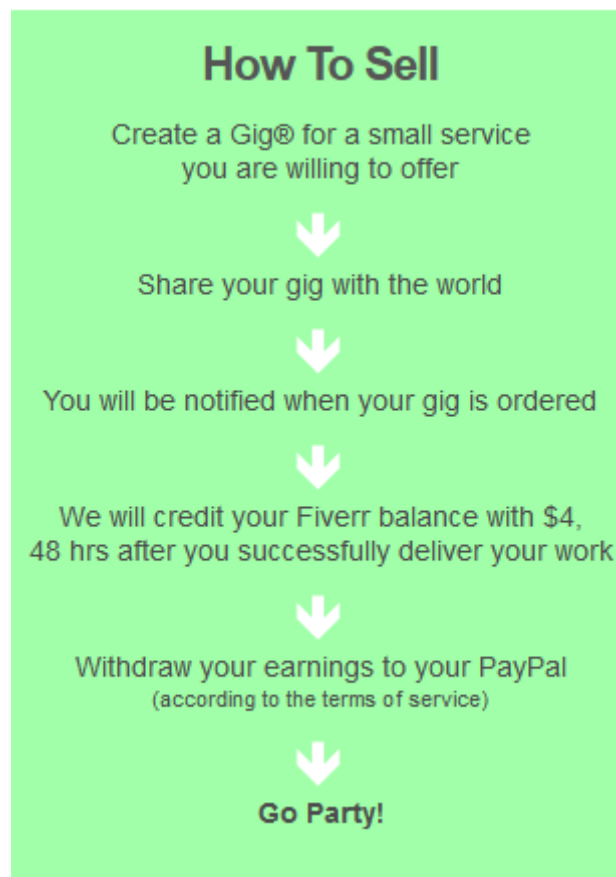 How To Sell
Create a Gig® for a small service
you are willing to offer
Share your gig with the world
You will be notified when your gig is ordered
We will credit your Fiverr balance with $4,
48 hrs after you successfully deliver your work
Withdraw your earnings to your PayPal
(according to the terms of service)
Go Party!